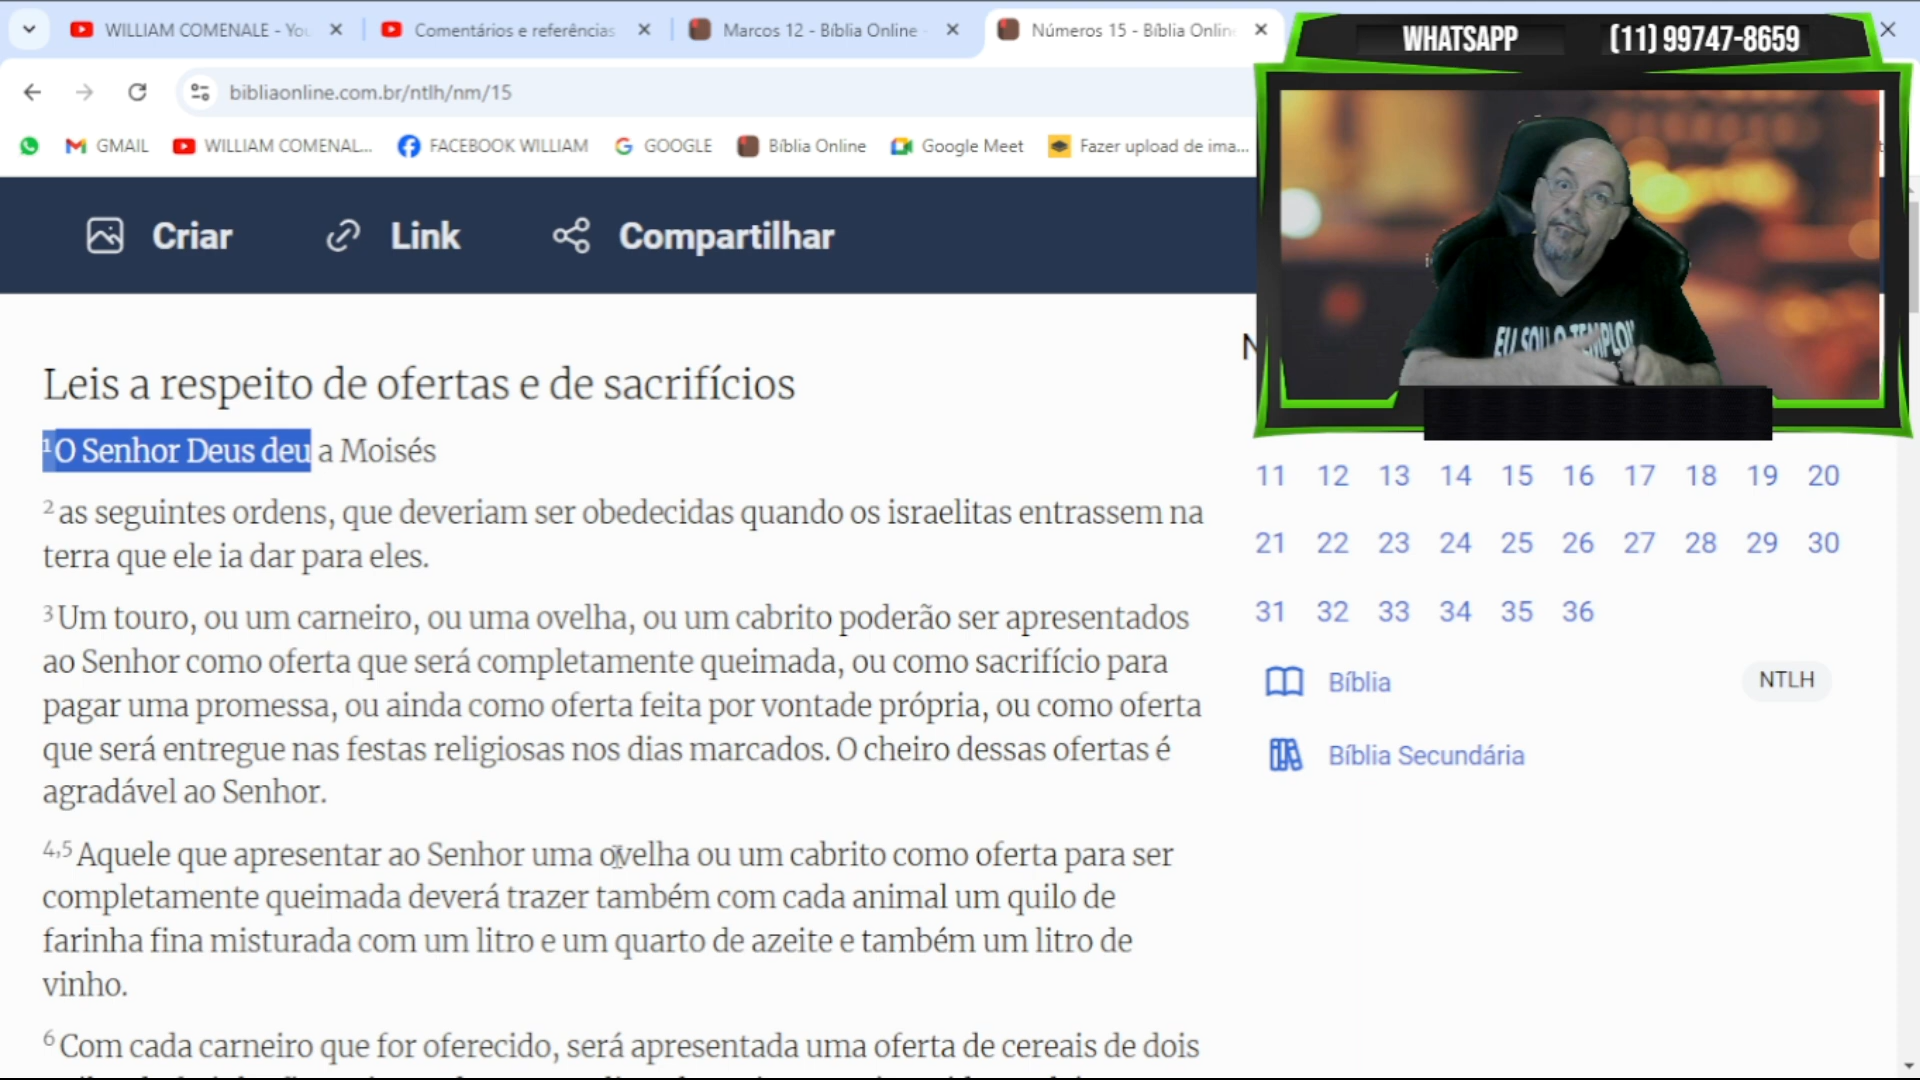 WILLIAM COMENALE - You
Comentários e referências
Marcos 12 - Bíblia Online
Números 15 - Bíblia Onlin
WHATSAPP (11) 99747-8659
bibliaonline.com.br/ntlh/nm/15
GMAIL
WILLIAM COMENAL...
FACEBOOK WILLIAM
GOOGLE
Bíblia Online
Google Meet
Fazer upload de ima...
Criar
Link
Compartilhar
EU SOU O TEMPLO!
Leis a respeito de ofertas e de sacrifícios
1 O Senhor Deus deu a Moisés
2 as seguintes ordens, que deveriam ser obedecidas quando os israelitas entrassem na
terra que ele ia dar para eles.
3 Um touro, ou um carneiro, ou uma ovelha, ou um cabrito poderão ser apresentados
ao Senhor como oferta que será completamente queimada, ou como sacrifício para
pagar uma promessa, ou ainda como oferta feita por vontade própria, ou como oferta
que será entregue nas festas religiosas nos dias marcados. O cheiro dessas ofertas é
agradável ao Senhor.
4,5 Aquele que apresentar ao Senhor uma ovelha ou um cabrito como oferta para ser
completamente queimada deverá trazer também com cada animal um quilo de
farinha fina misturada com um litro e um quarto de azeite e também um litro de
vinho.
6 Com cada carneiro que for oferecido, será apresentada uma oferta de cereais de dois
11 12 13 14 15 16 17 18 19 20
21 22 23 24 25 26 27 28 29 30
31 32 33 34 35 36
Bíblia
NTLH
Bíblia Secundária